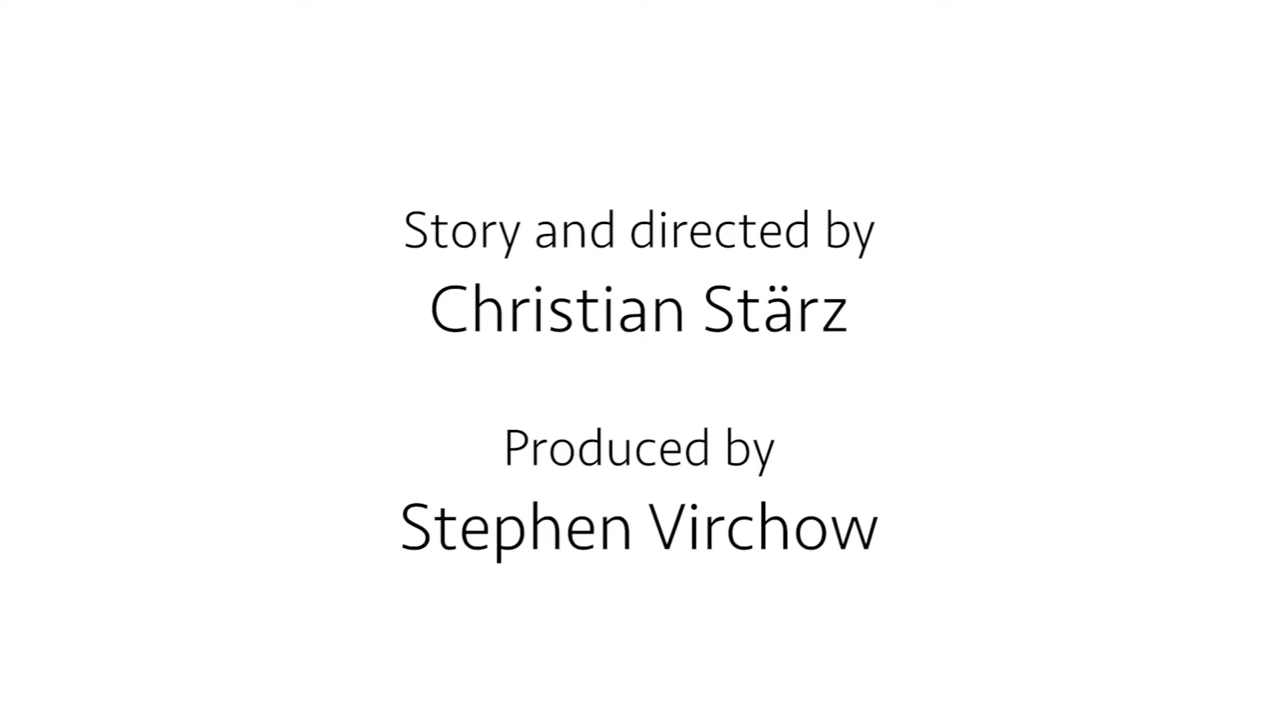 Story and directed by
Christian Stärz
Produced by
Stephen Virchow